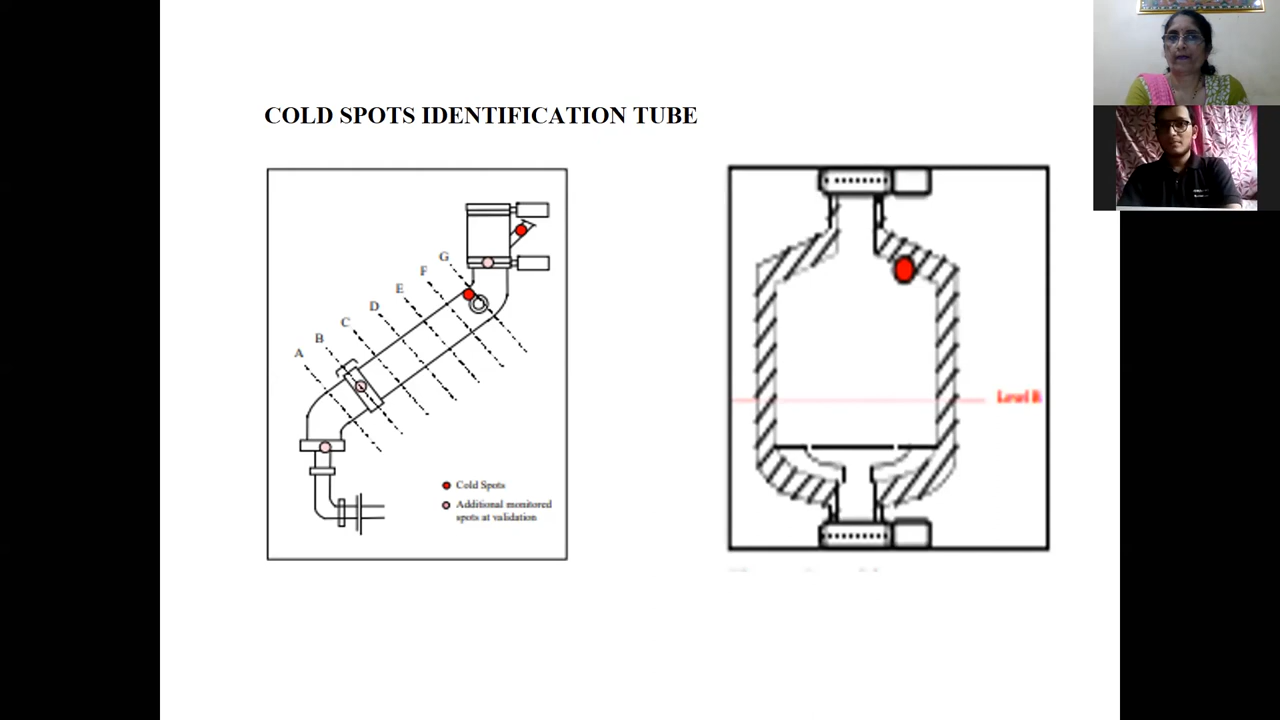 COLD SPOTS IDENTIFICATION TUBE
G
F
E
D
C
B
A
Cold Spots
Additional monitored
spots at validation
Level B